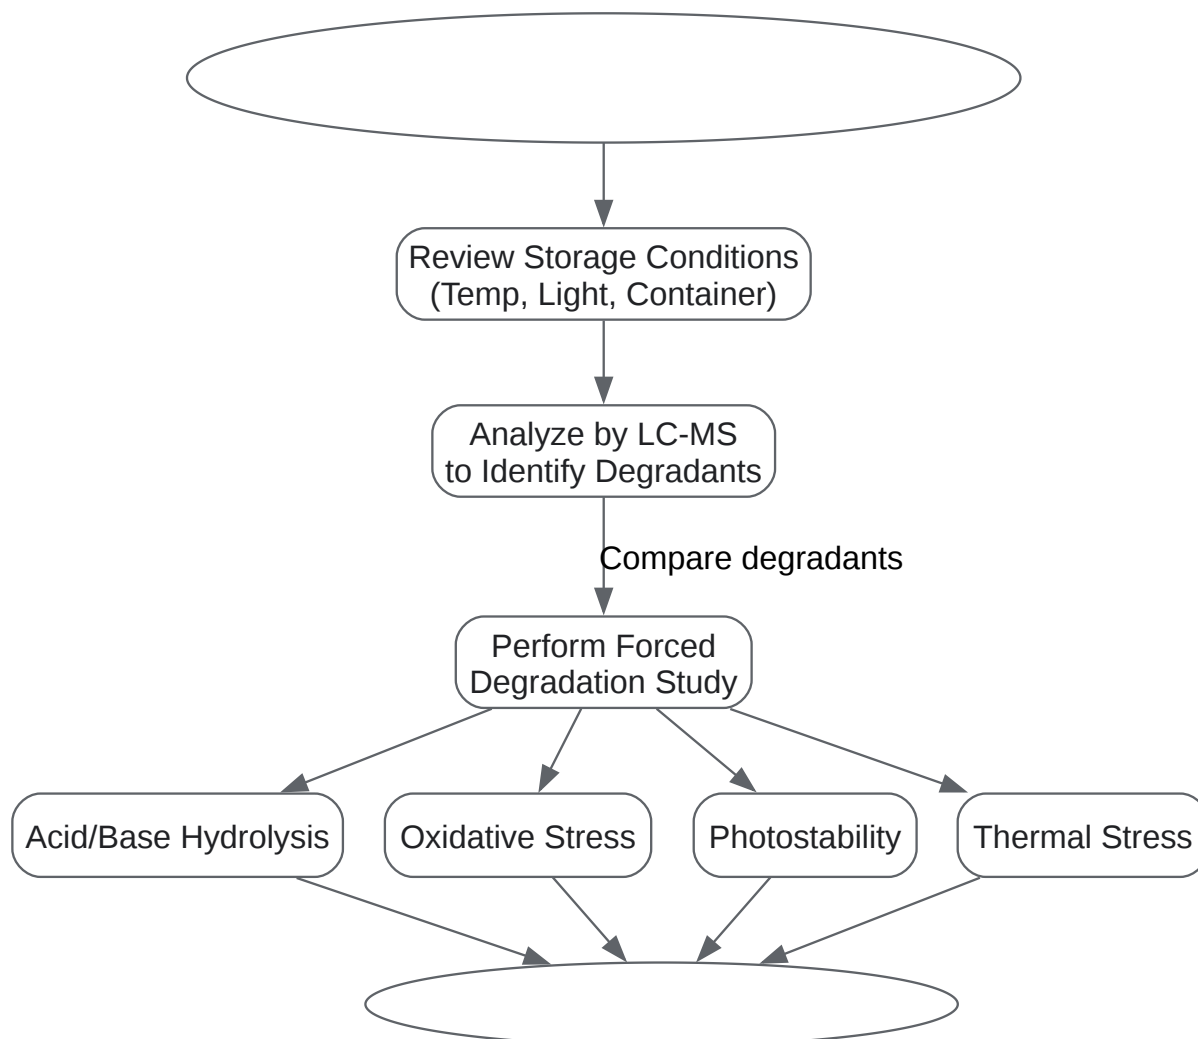 Review Storage Conditions
(Temp, Light, Container)
Analyze by LC-MS
to Identify Degradants
Compare degradants
Perform Forced
Degradation Study
Acid/Base Hydrolysis
Oxidative Stress
Photostability
Thermal Stress